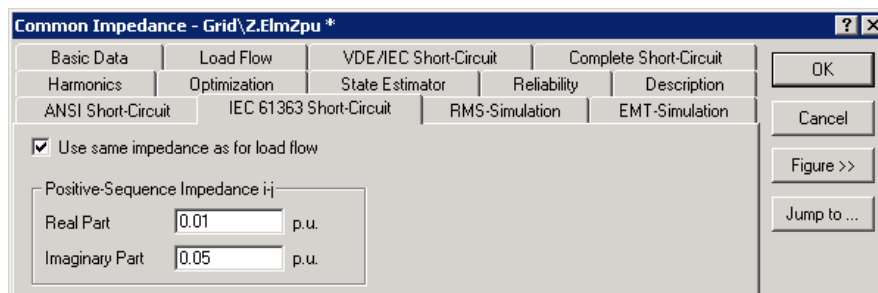 Common Impedance - Grid\Z.ElmZpu *
Basic Data Load Flow VDE/IEC Short-Circuit Complete Short-Circuit
Harmonics Optimization State Estimator Reliability Description
ANSI Short-Circuit IEC 61363 Short-Circuit RMS-Simulation EMT-Simulation
Use same impedance as for load flow
Positive-Sequence Impedance i-j
Real Part 0.01 p.u.
Imaginary Part 0.05 p.u.
OK
Cancel
Figure >>
Jump to ...